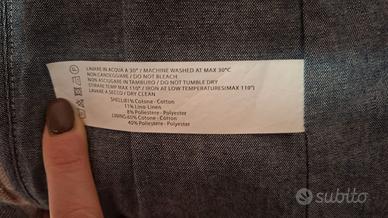 LAVARE IN ACQUA A 30° / MACHINE WASHED AT MAX 30°C
NON CANDEGGIARE / DO NOT BLEACH
NON ASCIUGARE IN TAMBURO / DO NOT TUMBLE DRY
STIRARE TEMP MAX 110° / IRON AT LOW TEMPERATURES(MAX 110°)
LAVARE A SECCO / DRY CLEAN
SHELL:81% Cotone - Cotton
11% Lino-Linen
8% Poliestere - Polyester
LINING:60% Cotone - Cotton
40% Poliestere - Polyester
subito